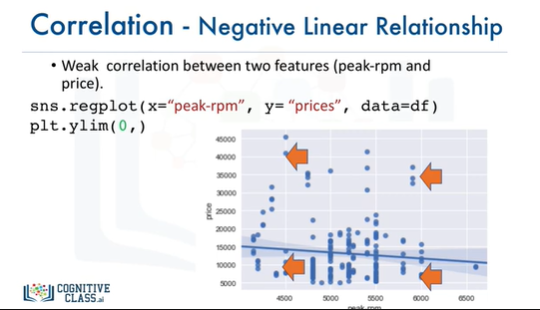 Correlation - Negative Linear Relationship
• Weak correlation between two features (peak-rpm and
price).
sns.regplot(x=“peak-rpm”, y= “prices”, data=df)
plt.ylim(0,)
45000
40000
35000
30000
25000
20000
15000
10000
5000
price
4500
5000
5500
6000
6500
peak-rpm
COGNITIVE
CLASS.ai